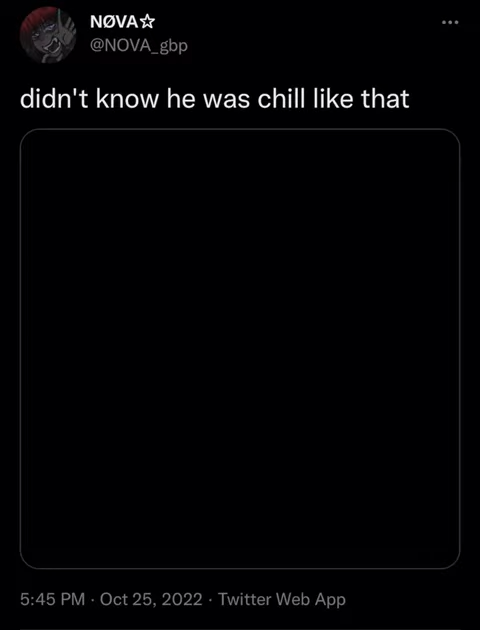 NØVA☆
@NOVA_gbp
didn't know he was chill like that
5:45 PM · Oct 25, 2022 · Twitter Web App